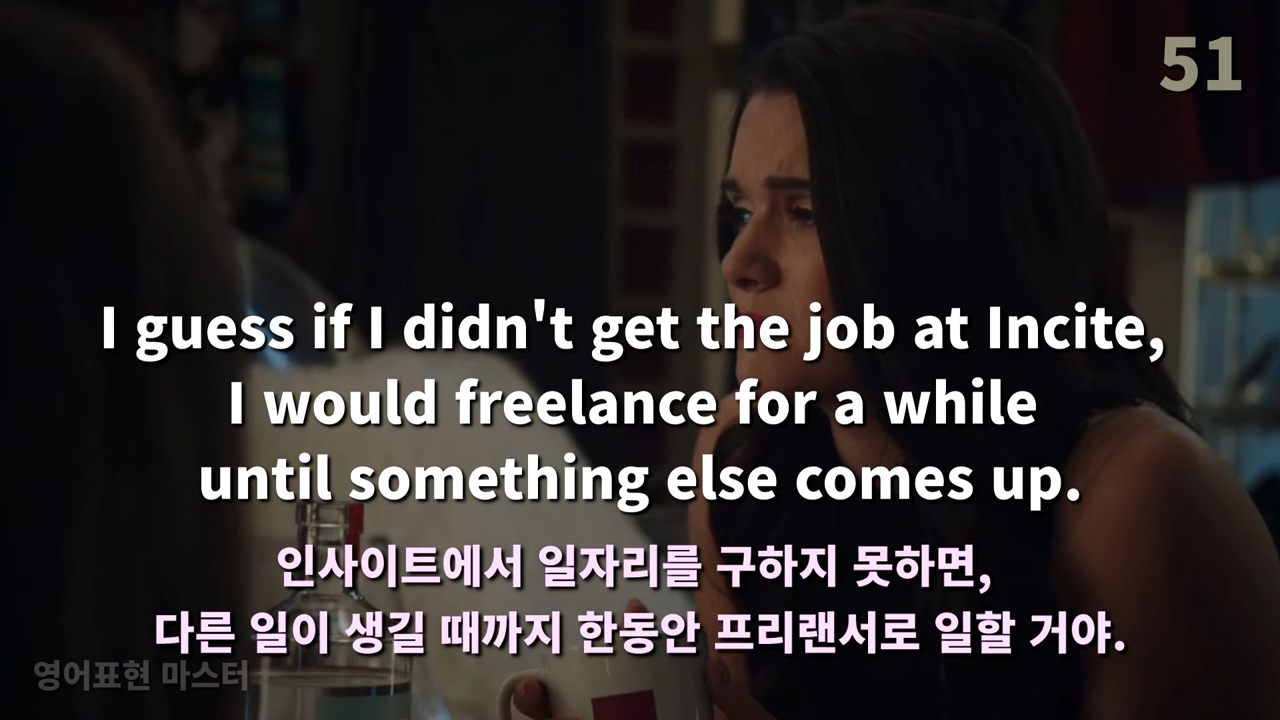 51
I guess if I didn't get the job at Incite,
I would freelance for a while
until something else comes up.
인사이트에서 일자리를 구하지 못하면,
다른 일이 생길 때까지 한동안 프리랜서로 일할 거야.
영어표현 마스터